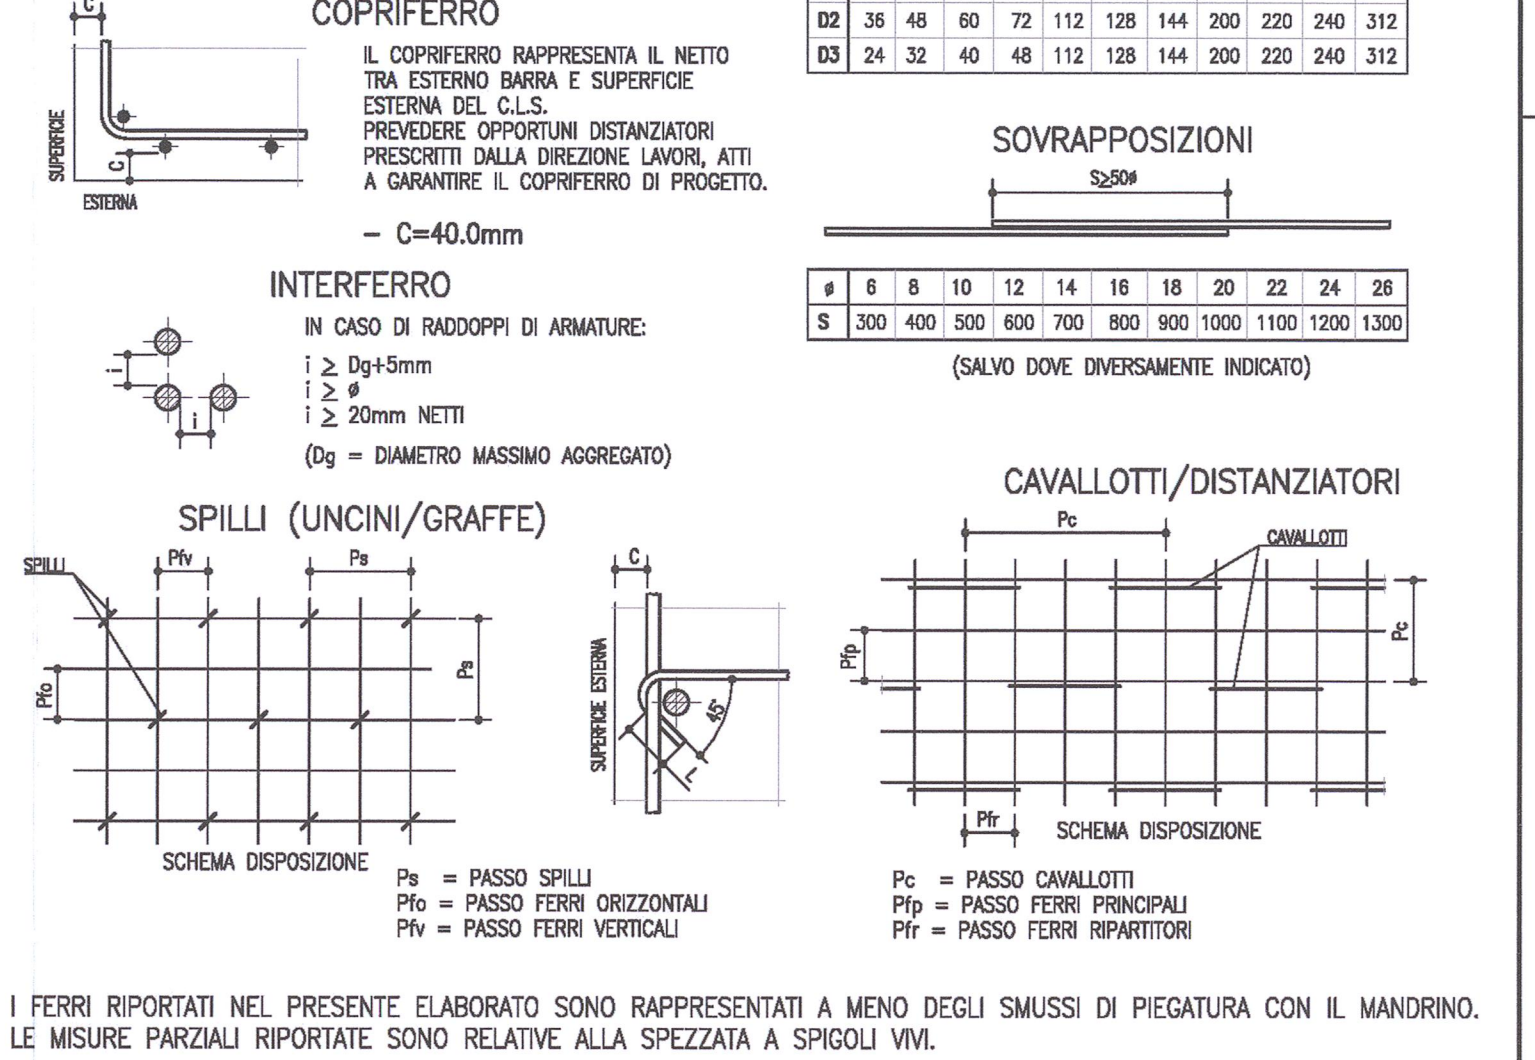 C
COPRIFERRO
IL COPRIFERRO RAPPRESENTA IL NETTO
TRA ESTERNO BARRA E SUPERFICIE
ESTERNA DEL C.L.S.
PREVEDERE OPPORTUNI DISTANZIATORI
PRESCRITTI DALLA DIREZIONE LAVORI, ATTI
A GARANTIRE IL COPRIFERRO DI PROGETTO.
– C=40.0mm
SUPERFICIE
C
ESTERNA
D2 36 48 60 72 112 128 144 200 220 240 312
D3 24 32 40 48 112 128 144 200 220 240 312
SOVRAPPOSIZIONI
S≥50ø
ø 6 8 10 12 14 16 18 20 22 24 26
S 300 400 500 600 700 800 900 1000 1100 1200 1300
(SALVO DOVE DIVERSAMENTE INDICATO)
INTERFERRO
IN CASO DI RADDOPPI DI ARMATURE:
i ≥ Dg+5mm
i ≥ ø
i ≥ 20mm NETTI
(Dg = DIAMETRO MASSIMO AGGREGATO)
i
i
SPILLI (UNCINI/GRAFFE)
SPILLI
Pfv
Ps
Ps
Pfo
SCHEMA DISPOSIZIONE
C
SUPERFICIE ESTERNA
45°
L
Ps = PASSO SPILLI
Pfo = PASSO FERRI ORIZZONTALI
Pfv = PASSO FERRI VERTICALI
CAVALLOTTI/DISTANZIATORI
Pc
CAVALLOTTI
Pc
Pfp
Pfr
SCHEMA DISPOSIZIONE
Pc = PASSO CAVALLOTTI
Pfp = PASSO FERRI PRINCIPALI
Pfr = PASSO FERRI RIPARTITORI
I FERRI RIPORTATI NEL PRESENTE ELABORATO SONO RAPPRESENTATI A MENO DEGLI SMUSSI DI PIEGATURA CON IL MANDRINO.
LE MISURE PARZIALI RIPORTATE SONO RELATIVE ALLA SPEZZATA A SPIGOLI VIVI.